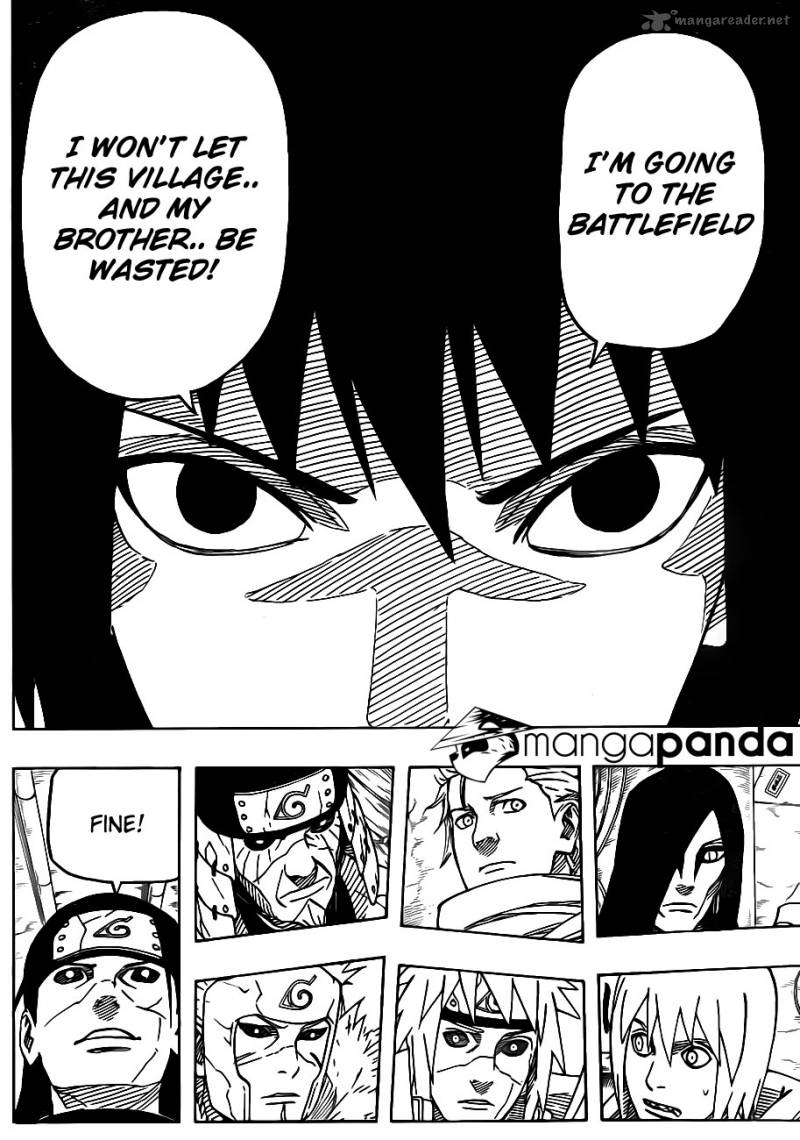 mangareader.net
I'M GOING
TO THE
BATTLEFIELD
I WON'T LET
THIS VILLAGE..
AND MY
BROTHER.. BE
WASTED!
mangapanda
FINE!